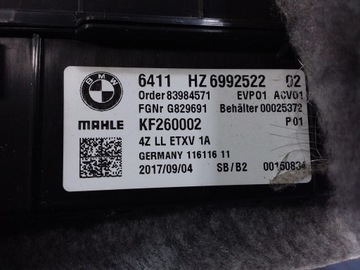 BMW
6411 HZ 6992522 02
Order 83984571 EVP01 ACV01
FGNr G829691 Behälter 00025372
MAHLE KF260002 P01
4Z LL ETXV 1A
GERMANY 116116 11
2017/09/04 SB/B2 00150834